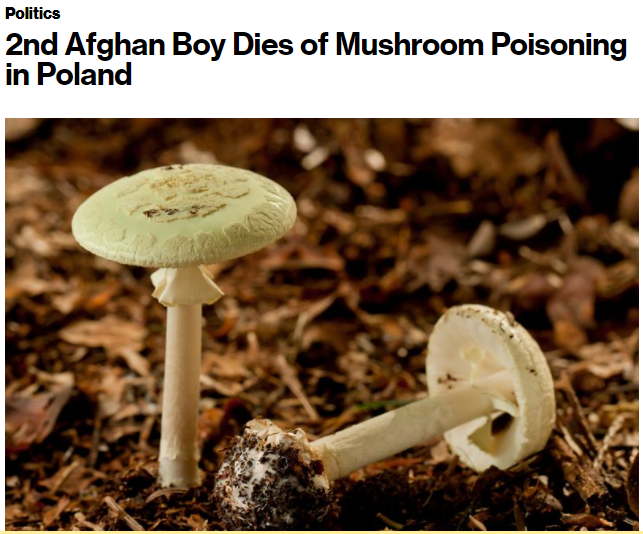 Politics
2nd Afghan Boy Dies of Mushroom Poisoning
in Poland